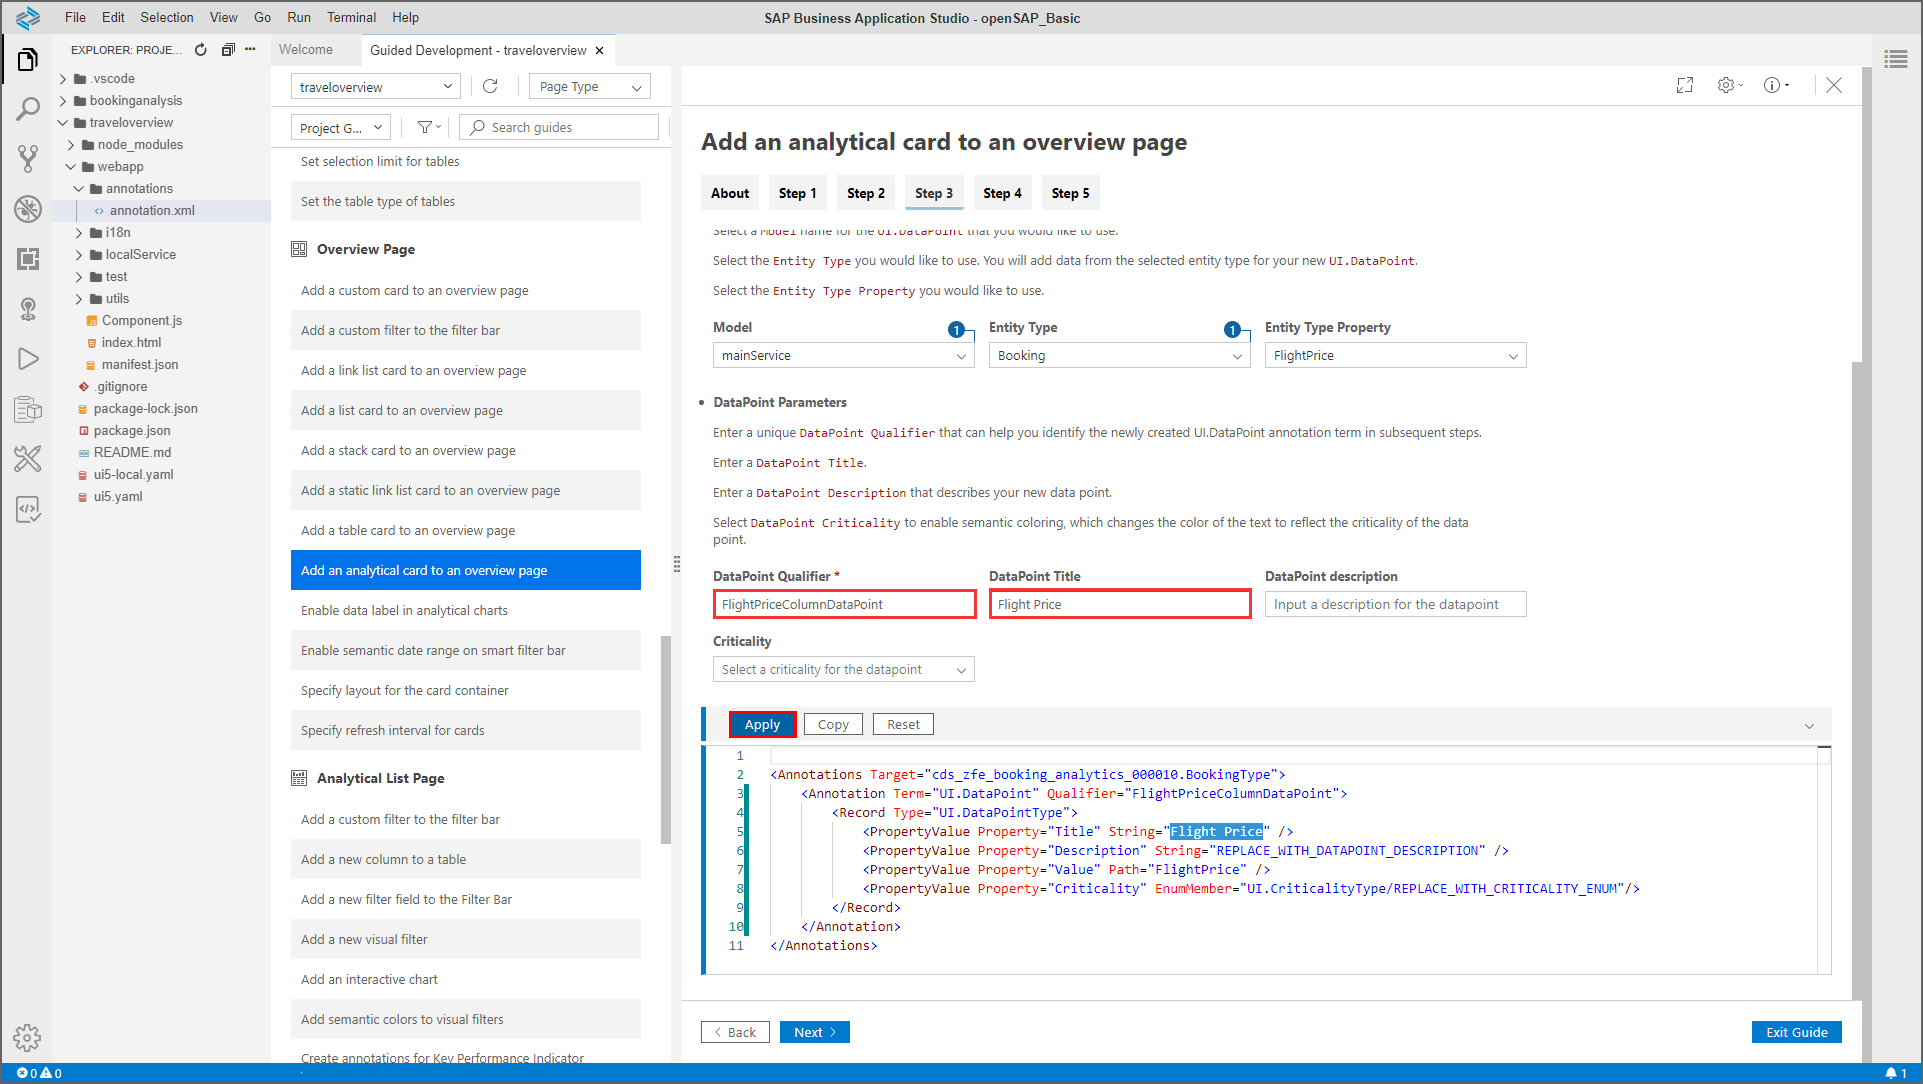 File Edit Selection View Go Run Terminal Help
SAP Business Application Studio - openSAP_Basic
EXPLORER: PROJE...
Welcome
Guided Development - traveloverview
.vscode
bookinganalysis
traveloverview
node_modules
webapp
annotations
annotation.xml
i18n
localService
test
utils
Component.js
index.html
manifest.json
.gitignore
package-lock.json
package.json
README.md
ui5-local.yaml
ui5.yaml
traveloverview
Page Type
Project G...
Search guides
Set selection limit for tables
Set the table type of tables
Overview Page
Add a custom card to an overview page
Add a custom filter to the filter bar
Add a link list card to an overview page
Add a list card to an overview page
Add a stack card to an overview page
Add a static link list card to an overview page
Add a table card to an overview page
Add an analytical card to an overview page
Enable data label in analytical charts
Enable semantic date range on smart filter bar
Specify layout for the card container
Specify refresh interval for cards
Analytical List Page
Add a custom filter to the filter bar
Add a new column to a table
Add a new filter field to the Filter Bar
Add a new visual filter
Add an interactive chart
Add semantic colors to visual filters
Create annotations for Key Performance Indicator
Add an analytical card to an overview page
About Step 1 Step 2 Step 3 Step 4 Step 5
Select a Model name for the UI.DataPoint that you would like to use.
Select the Entity Type you would like to use. You will add data from the selected entity type for your new UI.DataPoint.
Select the Entity Type Property you would like to use.
Model 1 Entity Type 1 Entity Type Property
mainService Booking FlightPrice
• DataPoint Parameters
Enter a unique DataPoint Qualifier that can help you identify the newly created UI.DataPoint annotation term in subsequent steps.
Enter a DataPoint Title.
Enter a DataPoint Description that describes your new data point.
Select DataPoint Criticality to enable semantic coloring, which changes the color of the text to reflect the criticality of the data
point.
DataPoint Qualifier * DataPoint Title DataPoint description
FlightPriceColumnDataPoint Flight Price Input a description for the datapoint
Criticality
Select a criticality for the datapoint
Apply Copy Reset
1
2 <Annotations Target="cds_zfe_booking_analytics_000010.BookingType">
3 <Annotation Term="UI.DataPoint" Qualifier="FlightPriceColumnDataPoint">
4 <Record Type="UI.DataPointType">
5 <PropertyValue Property="Title" String="Flight Price" />
6 <PropertyValue Property="Description" String="REPLACE_WITH_DATAPOINT_DESCRIPTION" />
7 <PropertyValue Property="Value" Path="FlightPrice" />
8 <PropertyValue Property="Criticality" EnumMember="UI.CriticalityType/REPLACE_WITH_CRITICALITY_ENUM"/>
9 </Record>
10 </Annotation>
11 </Annotations>
< Back Next > Exit Guide
0 0 1